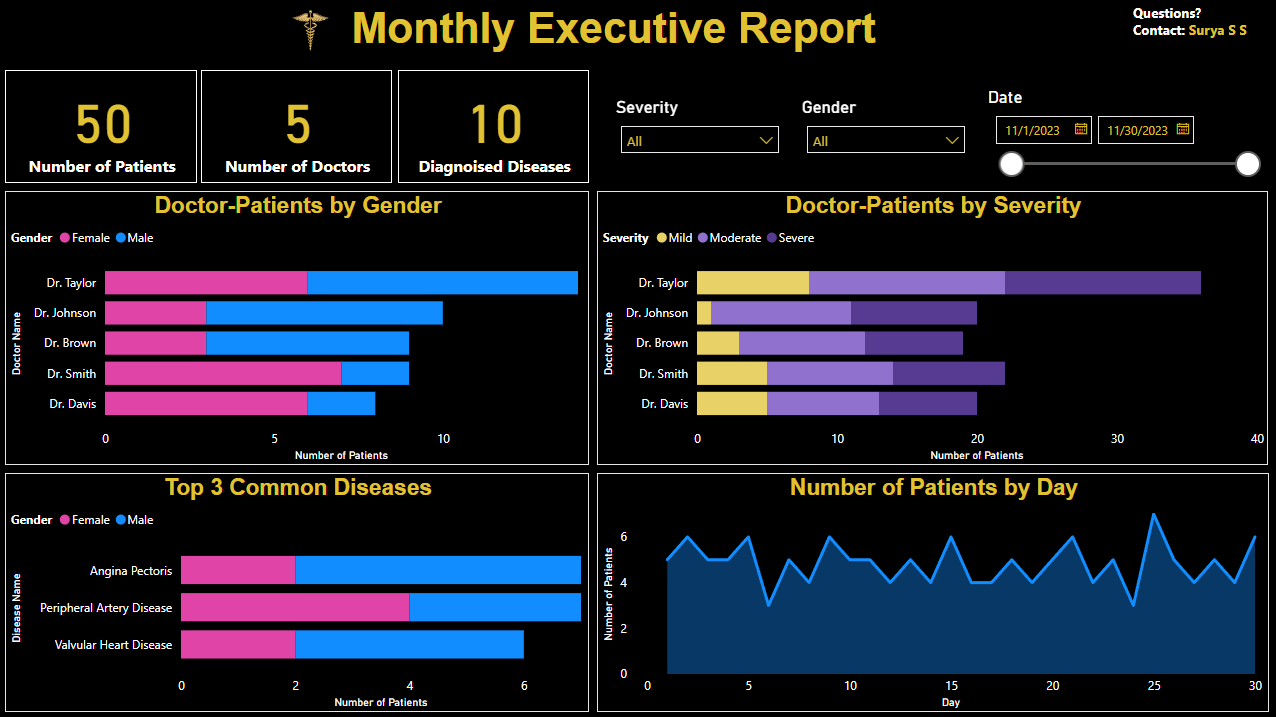 Monthly Executive Report
Questions?
Contact: Surya S S
50
Number of Patients
5
Number of Doctors
10
Diagnoised Diseases
Severity
All
Gender
All
Date
11/1/2023
11/30/2023
Doctor-Patients by Gender
Gender Female Male
Doctor Name
Dr. Taylor
Dr. Johnson
Dr. Brown
Dr. Smith
Dr. Davis
0 5 10
Number of Patients
Doctor-Patients by Severity
Severity Mild Moderate Severe
Doctor Name
Dr. Taylor
Dr. Johnson
Dr. Brown
Dr. Smith
Dr. Davis
0 10 20 30 40
Number of Patients
Top 3 Common Diseases
Gender Female Male
Disease Name
Angina Pectoris
Peripheral Artery Disease
Valvular Heart Disease
0 2 4 6
Number of Patients
Number of Patients by Day
Number of Patients
6
4
2
0
0 5 10 15 20 25 30
Day